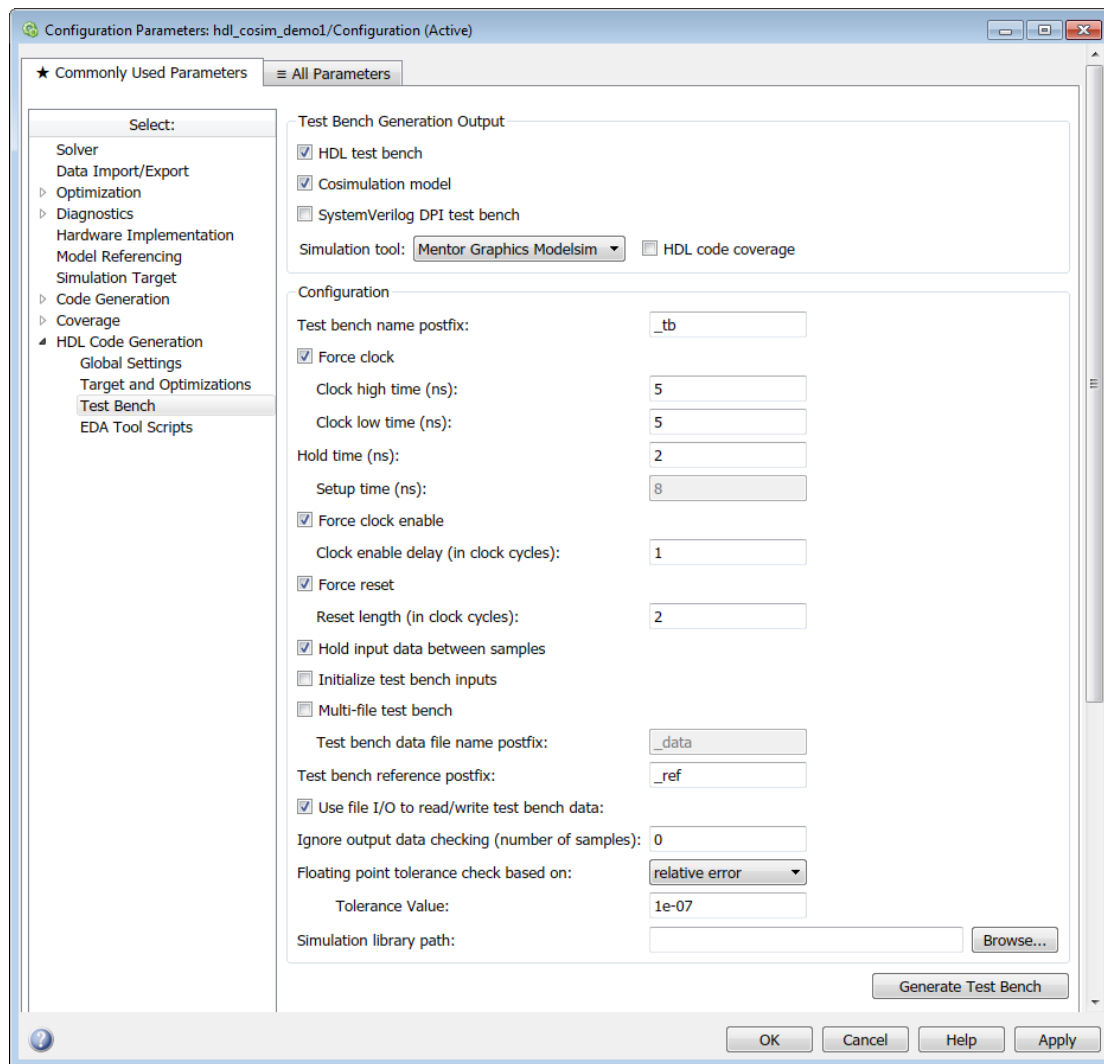 Configuration Parameters: hdl_cosim_demo1/Configuration (Active)
★ Commonly Used Parameters
≡ All Parameters
Select:
Solver
Data Import/Export
Optimization
Diagnostics
Hardware Implementation
Model Referencing
Simulation Target
Code Generation
Coverage
HDL Code Generation
Global Settings
Target and Optimizations
Test Bench
EDA Tool Scripts
Test Bench Generation Output
HDL test bench
Cosimulation model
SystemVerilog DPI test bench
Simulation tool: Mentor Graphics Modelsim HDL code coverage
Configuration
Test bench name postfix: _tb
Force clock
Clock high time (ns): 5
Clock low time (ns): 5
Hold time (ns): 2
Setup time (ns): 8
Force clock enable
Clock enable delay (in clock cycles): 1
Force reset
Reset length (in clock cycles): 2
Hold input data between samples
Initialize test bench inputs
Multi-file test bench
Test bench data file name postfix: _data
Test bench reference postfix: _ref
Use file I/O to read/write test bench data:
Ignore output data checking (number of samples): 0
Floating point tolerance check based on: relative error
Tolerance Value: 1e-07
Simulation library path: Browse...
Generate Test Bench
OK Cancel Help Apply